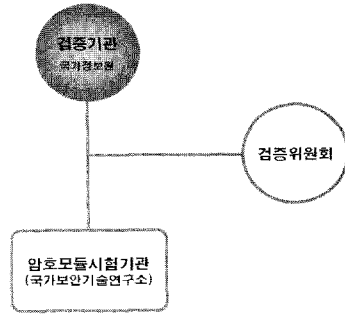 검증기관
국가정보원
검증위원회
암호모듈시험기관
(국가보안기술연구소)